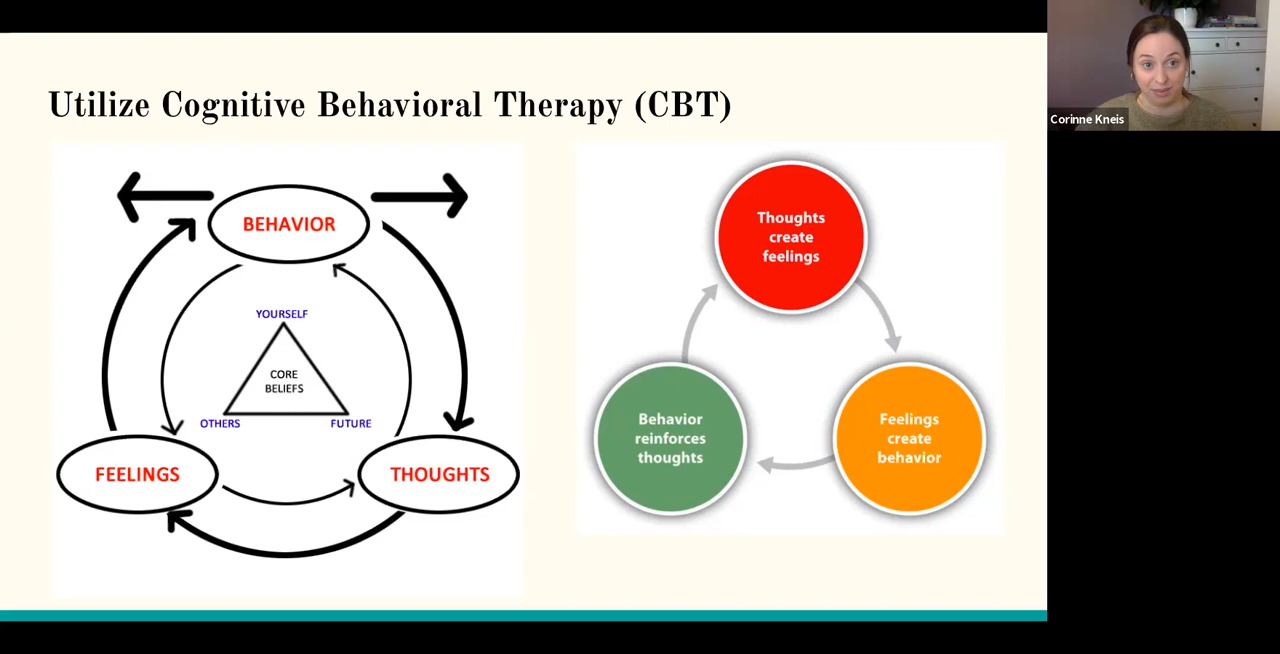 Utilize Cognitive Behavioral Therapy (CBT)
BEHAVIOR
YOURSELF
CORE
BELIEFS
OTHERS
FUTURE
FEELINGS
THOUGHTS
Thoughts
create
feelings
Behavior
reinforces
thoughts
Feelings
create
behavior
Corinne Kneis